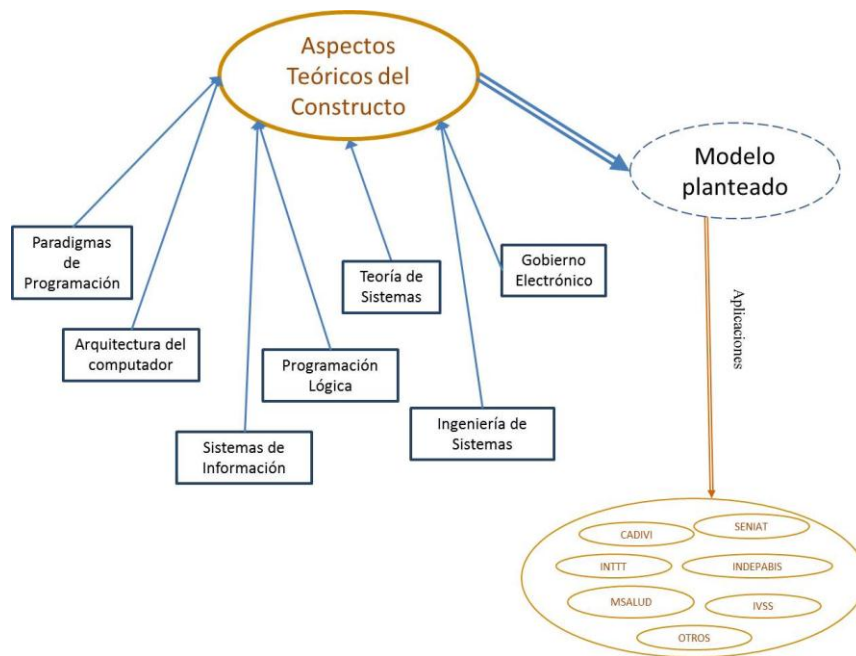 Aspectos
Teóricos del
Constructo
Modelo
planteado
Paradigmas
de
Programación
Teoría de
Sistemas
Gobierno
Electrónico
Arquitectura del
computador
Programación
Lógica
Sistemas de
Información
Ingeniería de
Sistemas
Aplicaciones
CADIVI
SENIAT
INTTT
INDEPABIS
MSALUD
IVSS
OTROS